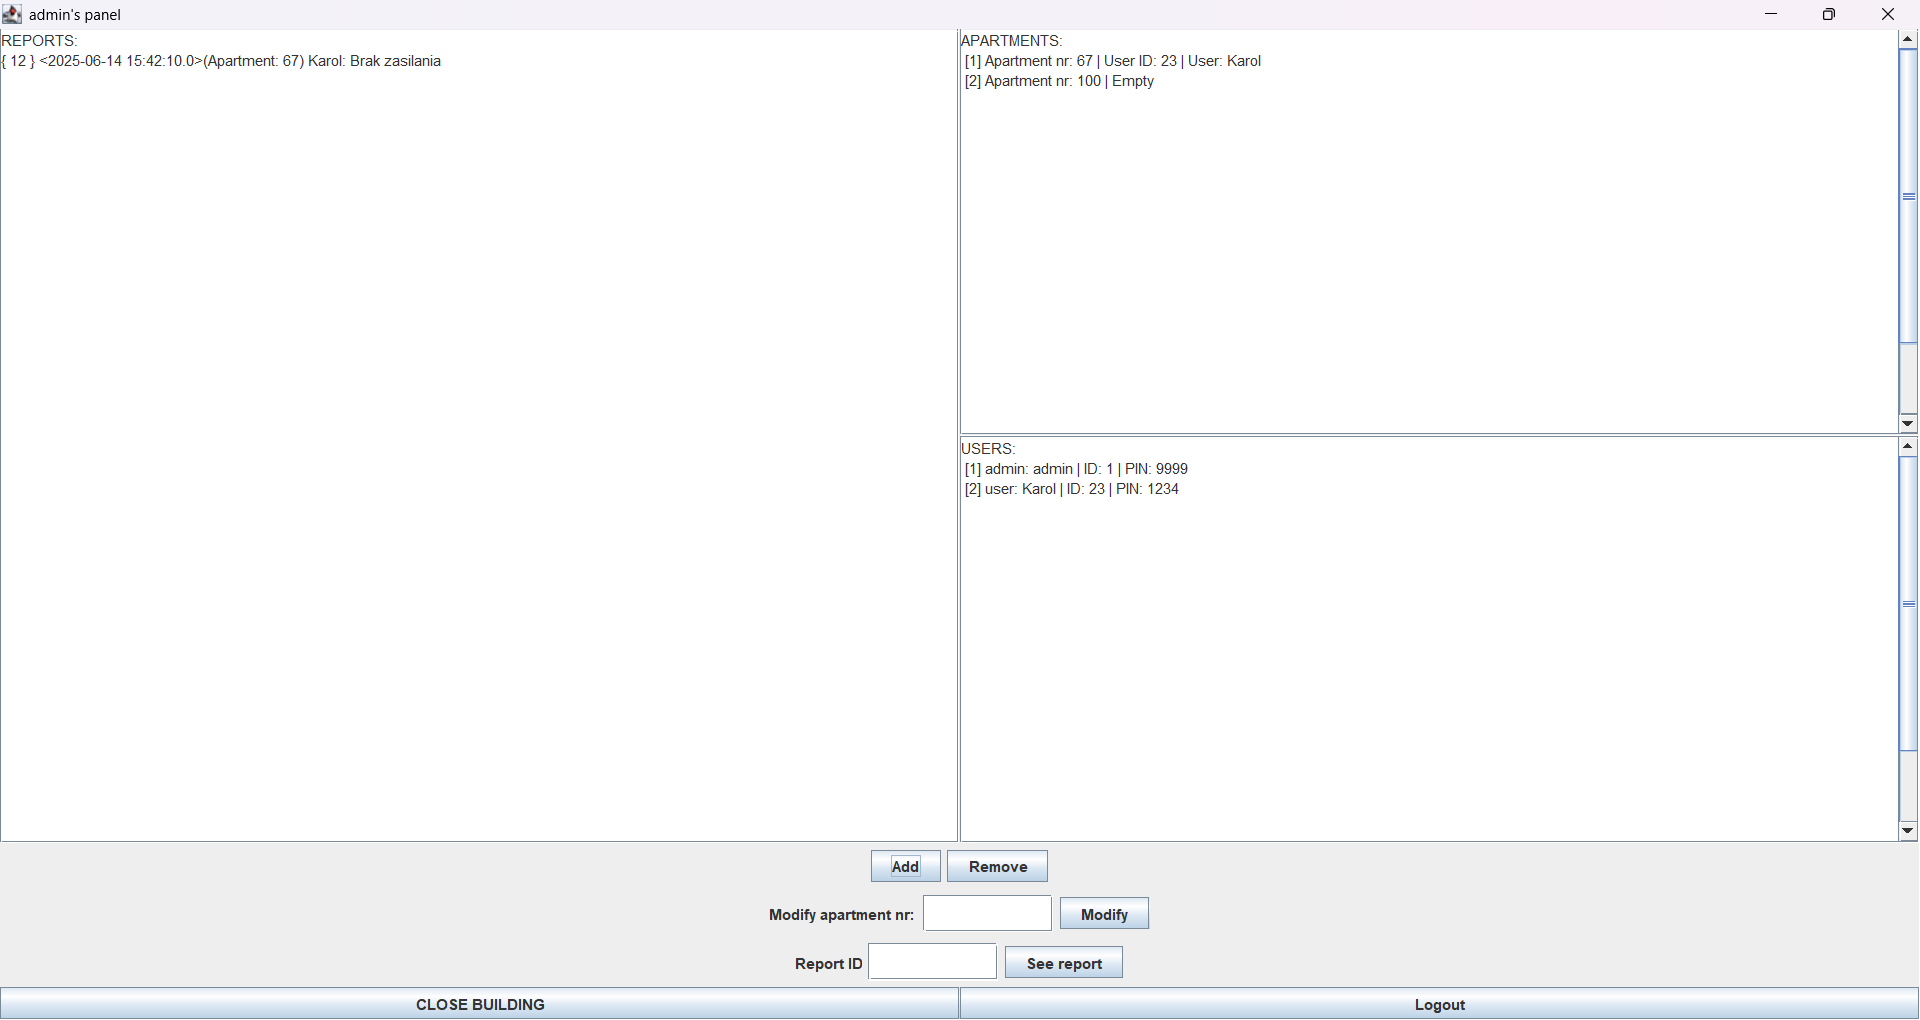 admin's panel
REPORTS:
{ 12 } <2025-06-14 15:42:10.0>(Apartment: 67) Karol: Brak zasilania
APARTMENTS:
[1] Apartment nr: 67 | User ID: 23 | User: Karol
[2] Apartment nr: 100 | Empty
USERS:
[1] admin: admin | ID: 1 | PIN: 9999
[2] user: Karol | ID: 23 | PIN: 1234
Add Remove
Modify apartment nr: Modify
Report ID See report
CLOSE BUILDING Logout